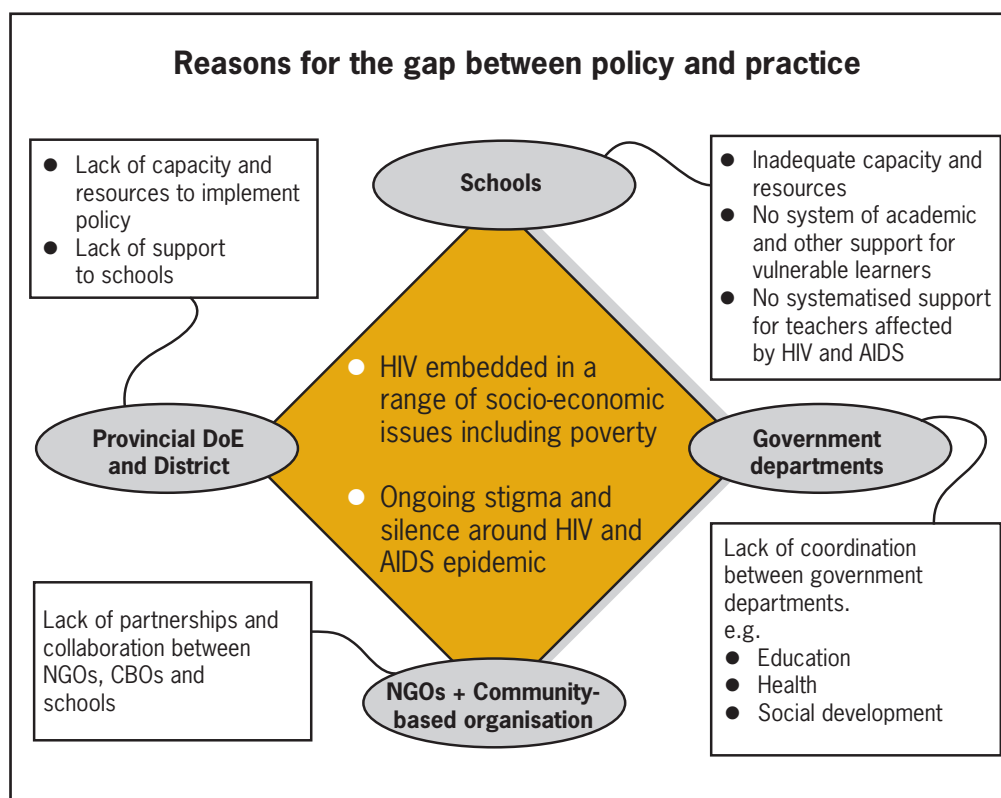 Reasons for the gap between policy and practice
● Lack of capacity and
resources to implement
policy
● Lack of support
to schools
Schools
● Inadequate capacity and
resources
● No system of academic
and other support for
vulnerable learners
● No systematised support
for teachers affected
by HIV and AIDS
● HIV embedded in a
range of socio-economic
issues including poverty
● Ongoing stigma and
silence around HIV and
AIDS epidemic
Provincial DoE
and District
Government
departments
Lack of partnerships and
collaboration between
NGOs, CBOs and
schools
NGOs + Community-
based organisation
Lack of coordination
between government
departments.
e.g.
● Education
● Health
● Social development